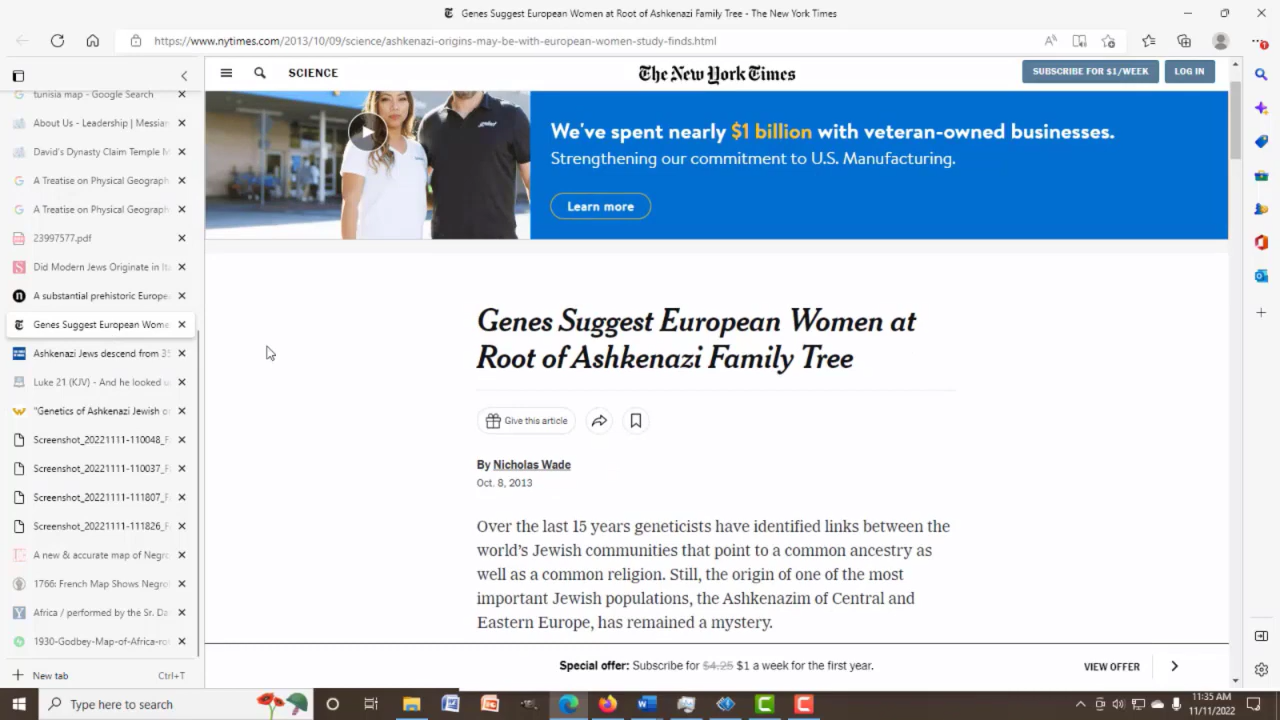 Genes Suggest European Women at Root of Ashkenazi Family Tree - The New York Times
https://www.nytimes.com/2013/10/09/science/ashkenazi-origins-may-be-with-european-women-study-finds.html
tunisia map - Google Search
About Us - Leadership | Messian
David's Dynasty Claim Temple M
A Treatise on Physical Geograph
A Treatise on Physical Geograph
23997577.pdf
Did Modern Jews Originate in Ita
A substantial prehistoric Europe
Genes Suggest European Wome
Ashkenazi Jews descend from 35
Luke 21 (KJV) - And he looked u
"Genetics of Ashkenazi Jewish o
Screenshot_20221111-110048_F
Screenshot_20221111-110037_F
Screenshot_20221111-111807_F
Screenshot_20221111-111826_F
A new & accurate map of Negro
1766: French Map Shows Negro
Africa / performed by the Sr. Da
1930-Godbey-Map-of-Africa-ro
New tab Ctrl+T
SCIENCE
The New York Times
SUBSCRIBE FOR $1/WEEK
LOG IN
We've spent nearly $1 billion with veteran-owned businesses.
Strengthening our commitment to U.S. Manufacturing.
Learn more
Genes Suggest European Women at
Root of Ashkenazi Family Tree
Give this article
By Nicholas Wade
Oct. 8, 2013
Over the last 15 years geneticists have identified links between the
world's Jewish communities that point to a common ancestry as
well as a common religion. Still, the origin of one of the most
important Jewish populations, the Ashkenazim of Central and
Eastern Europe, has remained a mystery.
Special offer: Subscribe for $4.25 $1 a week for the first year.
VIEW OFFER
Type here to search
11:35 AM
11/11/2022